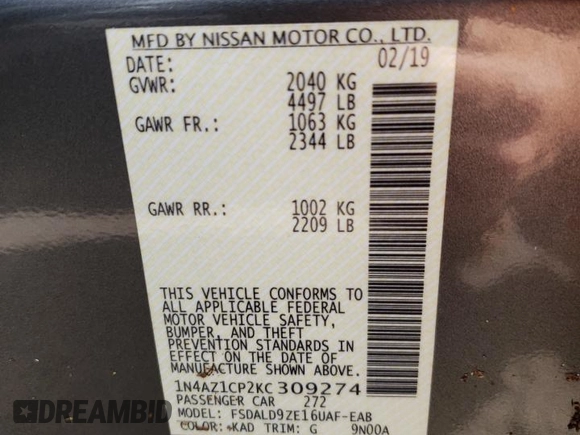 MFD BY NISSAN MOTOR CO., LTD.
DATE: 02/19
GVWR: 2040 KG
4497 LB
GAWR FR.: 1063 KG
2344 LB
GAWR RR.: 1002 KG
2209 LB
THIS VEHICLE CONFORMS TO
ALL APPLICABLE FEDERAL
MOTOR VEHICLE SAFETY,
BUMPER, AND THEFT
PREVENTION STANDARDS IN
EFFECT ON THE DATE OF
MANUFACTURE SHOWN ABOVE.
1N4AZ1CP2KC309274
PASSENGER CAR 272
MODEL: FSDALD9ZE16UAF-EAB
COLOR: KAD TRIM: G 9N00A
DEALERSCLUB